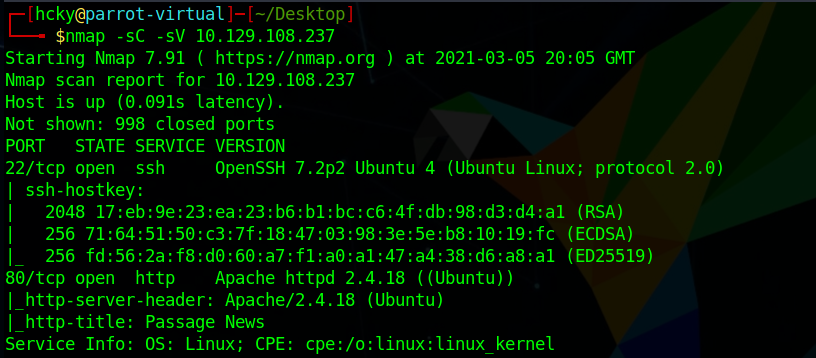 ┌─[hcky@parrot-virtual]─[~/Desktop]
└──╼ $nmap -sC -sV 10.129.108.237
Starting Nmap 7.91 ( https://nmap.org ) at 2021-03-05 20:05 GMT
Nmap scan report for 10.129.108.237
Host is up (0.091s latency).
Not shown: 998 closed ports
PORT   STATE SERVICE VERSION
22/tcp open  ssh     OpenSSH 7.2p2 Ubuntu 4 (Ubuntu Linux; protocol 2.0)
| ssh-hostkey:
|   2048 17:eb:9e:23:ea:23:b6:b1:bc:c6:4f:db:98:d3:d4:a1 (RSA)
|   256 71:64:51:50:c3:7f:18:47:03:98:3e:5e:b8:10:19:fc (ECDSA)
|_  256 fd:56:2a:f8:d0:60:a7:f1:a0:a1:47:a4:38:d6:a8:a1 (ED25519)
80/tcp open  http    Apache httpd 2.4.18 ((Ubuntu))
|_http-server-header: Apache/2.4.18 (Ubuntu)
|_http-title: Passage News
Service Info: OS: Linux; CPE: cpe:/o:linux:linux_kernel